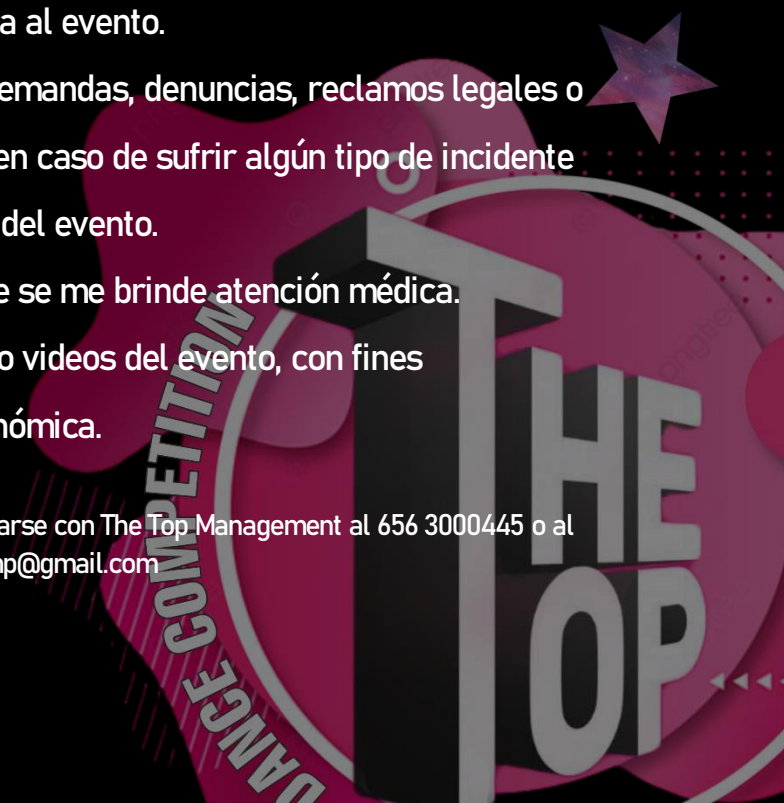 a al evento.
emandas, denuncias, reclamos legales o
en caso de sufrir algún tipo de incidente
del evento.
e se me brinde atención médica.
o videos del evento, con fines
nómica.
arse con The Top Management al 656 3000445 o al
np@gmail.com
DANCE COMPETITION
THE
TOP